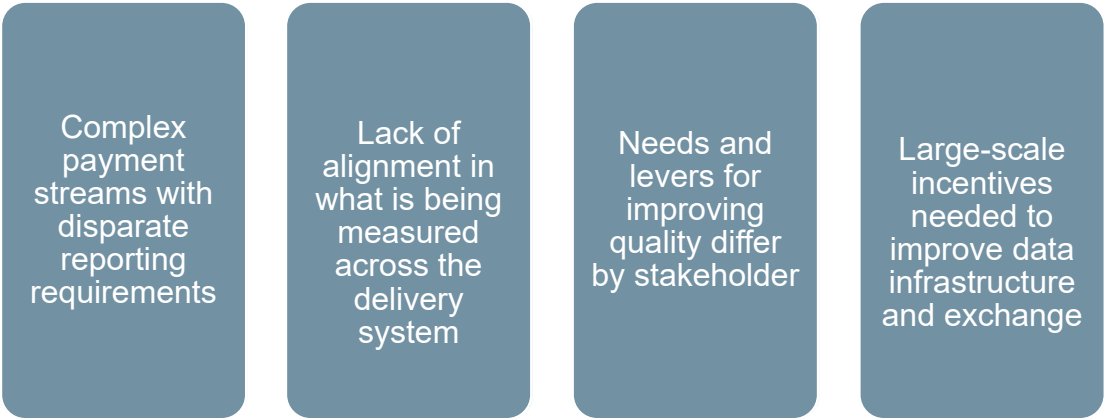 Complex
payment
streams with
disparate
reporting
requirements
Lack of
alignment in
what is being
measured
across the
delivery
system
Needs and
levers for
improving
quality differ
by stakeholder
Large-scale
incentives
needed to
improve data
infrastructure
and exchange